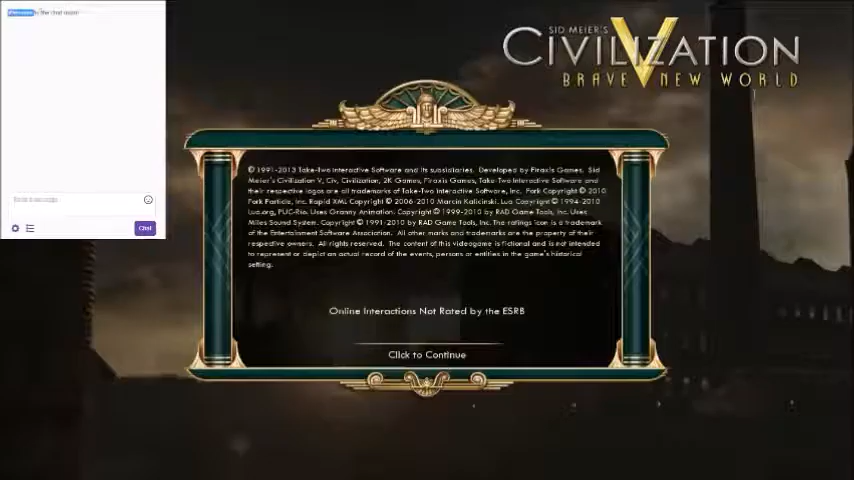 the chat room
SID MEIER'S
CIVILIZATION V
BRAVE NEW WORLD
© 1991-2013 Take-Two Interactive Software and its subsidiaries. Developed by Firaxis Games. Sid
Meier's Civilization V, Civ, Civilization, 2K Games, Firaxis Games, Take-Two Interactive Software, and
their respective logos are all trademarks of Take-Two Interactive Software, Inc. Fork Copyright © 2010
Fork Particle, Inc. Rapid XML Copyright © 2006-2010 Marcin Kalicinski. Lua Copyright © 1994-2010
Lua.org, PUC-Rio. Uses Granny Animation. Copyright © 1999-2010 by RAD Game Tools, Inc. Uses
Miles Sound System. Copyright © 1991-2010 by RAD Game Tools, Inc. The ratings icon is a trademark
of the Entertainment Software Association. All other marks and trademarks are the property of their
respective owners. All rights reserved. The content of this videogame is fictional and is not intended
to represent or depict an actual record of the events, persons or entities in the game's historical
setting.
Online Interactions Not Rated by the ESRB
Click to Continue
Chat